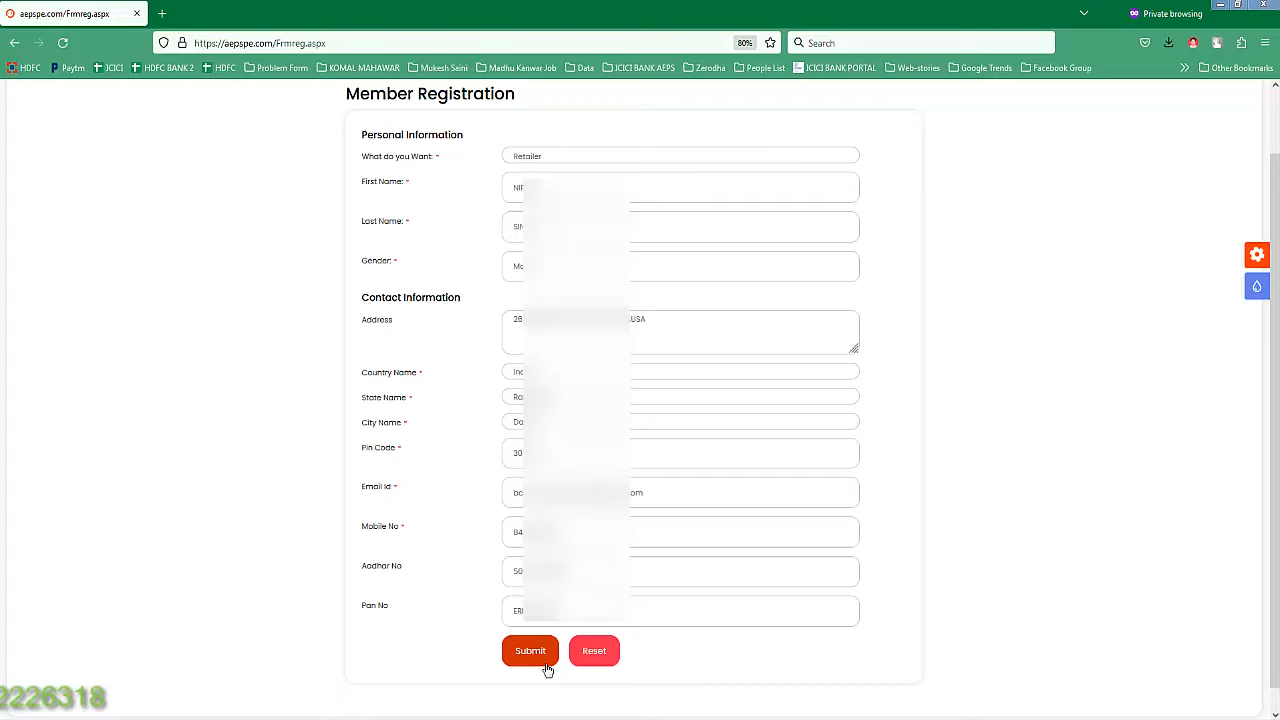 aepspe.com/Frmreg.aspx
Private browsing
https://aepspe.com/Frmreg.aspx 80% Search
HDFC Paytm ICICI HDFC BANK 2 HDFC Problem Form KOMAL MAHAWAR Mukesh Saini Madhu Kanwar Job Data ICICI BANK AEPS Zerodha People List ICICI BANK PORTAL Web-stories Google Trends Facebook Group Other Bookmarks
Member Registration
Personal Information
What do you Want: * Retailer
First Name: *
Last Name: *
Gender: *
Contact Information
Address 26 USA
Country Name *
State Name *
City Name *
Pin Code * 30
Email Id * om
Mobile No * 84
Aadhar No 50
Pan No
Submit Reset
2226318